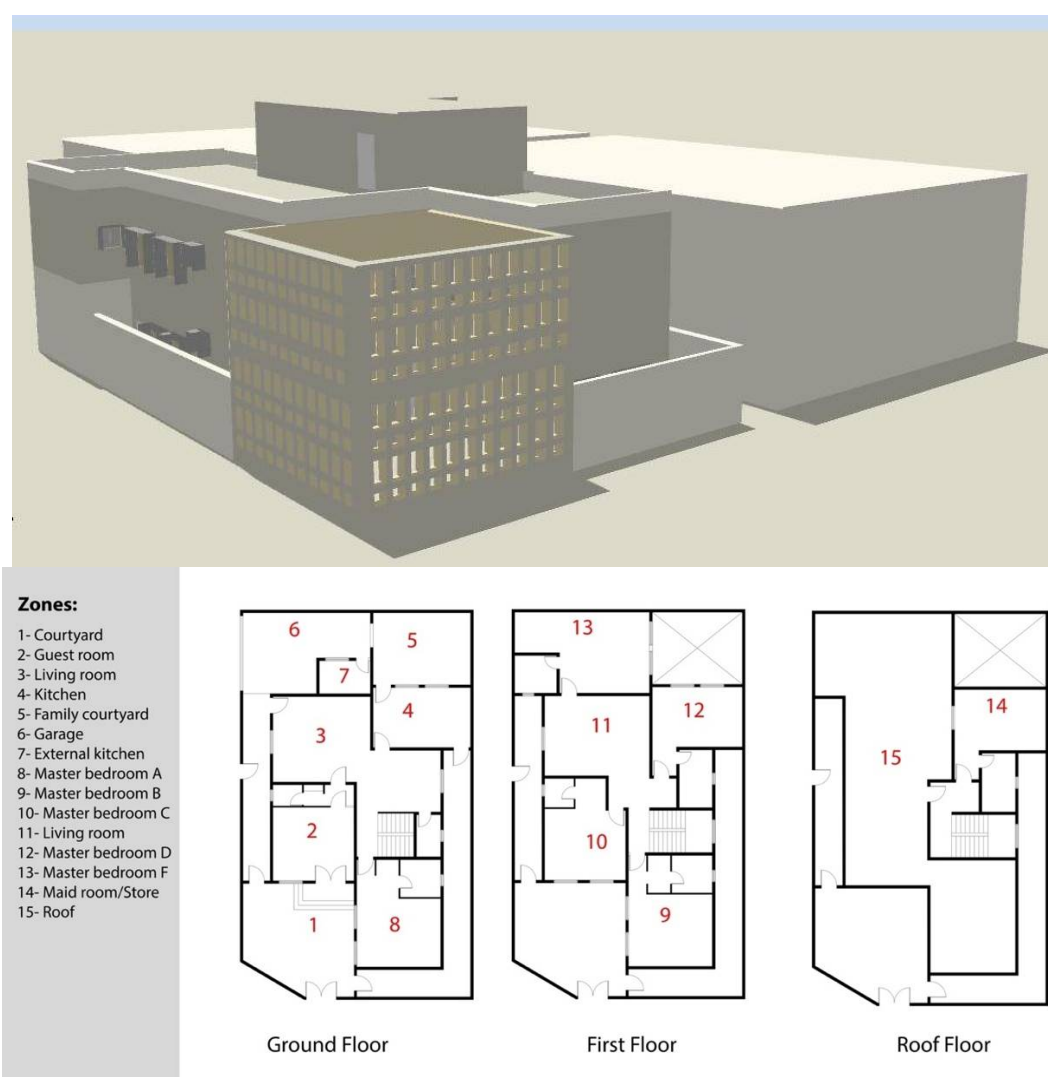 Zones:
1- Courtyard
2- Guest room
3- Living room
4- Kitchen
5- Family courtyard
6- Garage
7- External kitchen
8- Master bedroom A
9- Master bedroom B
10- Master bedroom C
11- Living room
12- Master bedroom D
13- Master bedroom F
14- Maid room/Store
15- Roof
6
5
7
4
3
2
1
8
Ground Floor
13
12
11
10
9
First Floor
14
15
Roof Floor